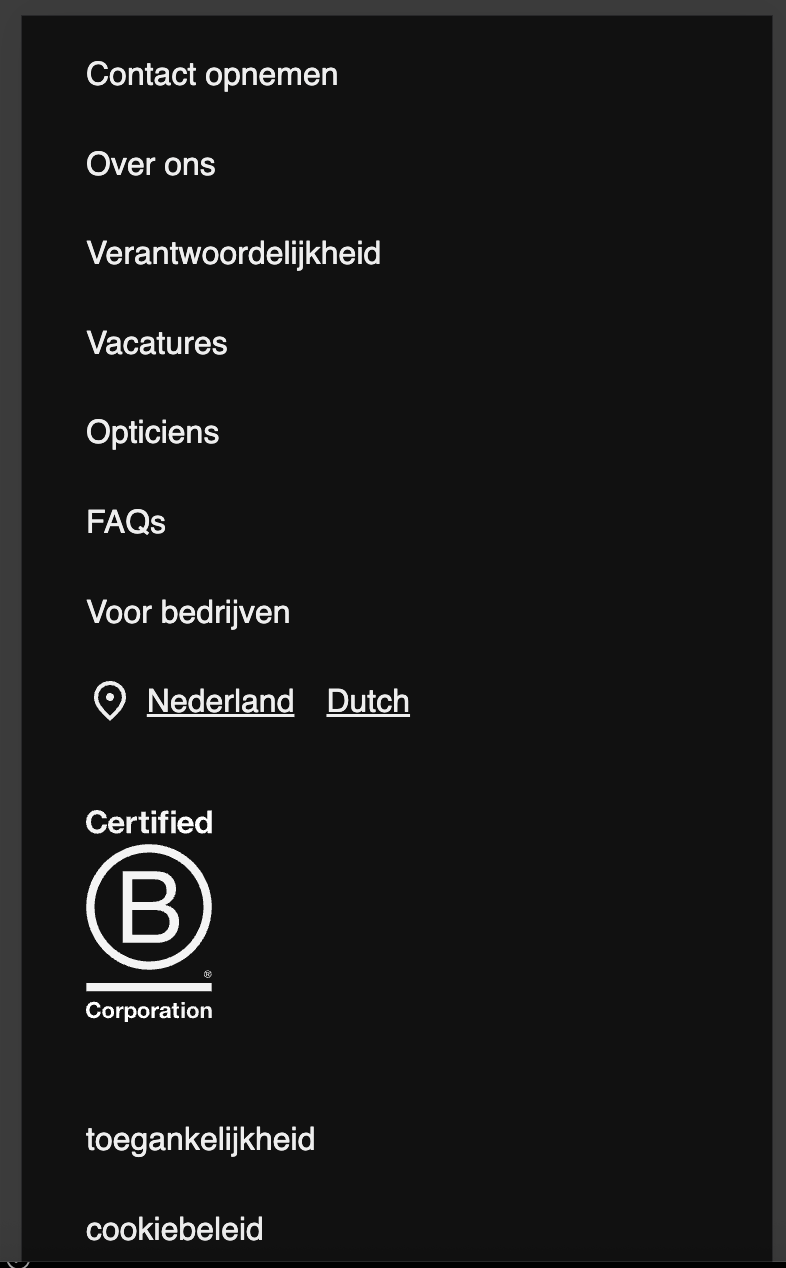 Contact opnemen
Over ons
Verantwoordelijkheid
Vacatures
Opticiens
FAQs
Voor bedrijven
Nederland Dutch
Certified
B
®
Corporation
toegankelijkheid
cookiebeleid